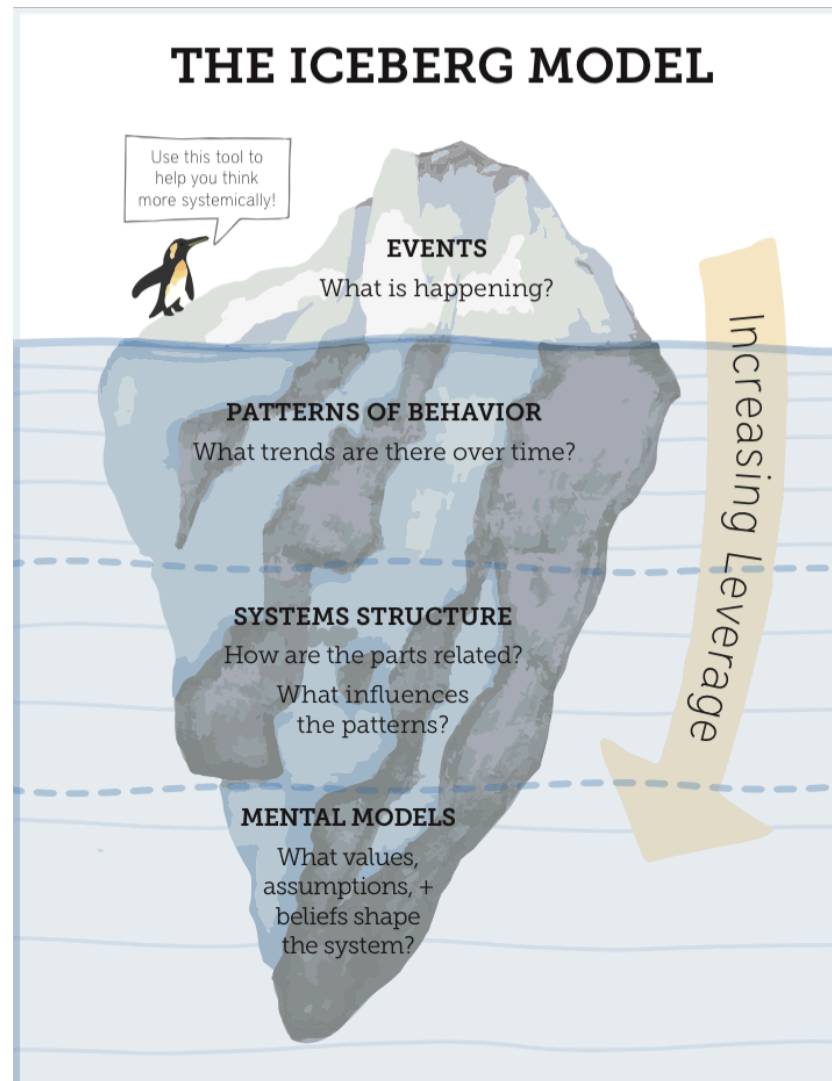 THE ICEBERG MODEL
Use this tool to
help you think
more systemically!
EVENTS
What is happening?
PATTERNS OF BEHAVIOR
What trends are there over time?
SYSTEMS STRUCTURE
How are the parts related?
What influences
the patterns?
MENTAL MODELS
What values,
assumptions, +
beliefs shape
the system?
Increasing Leverage